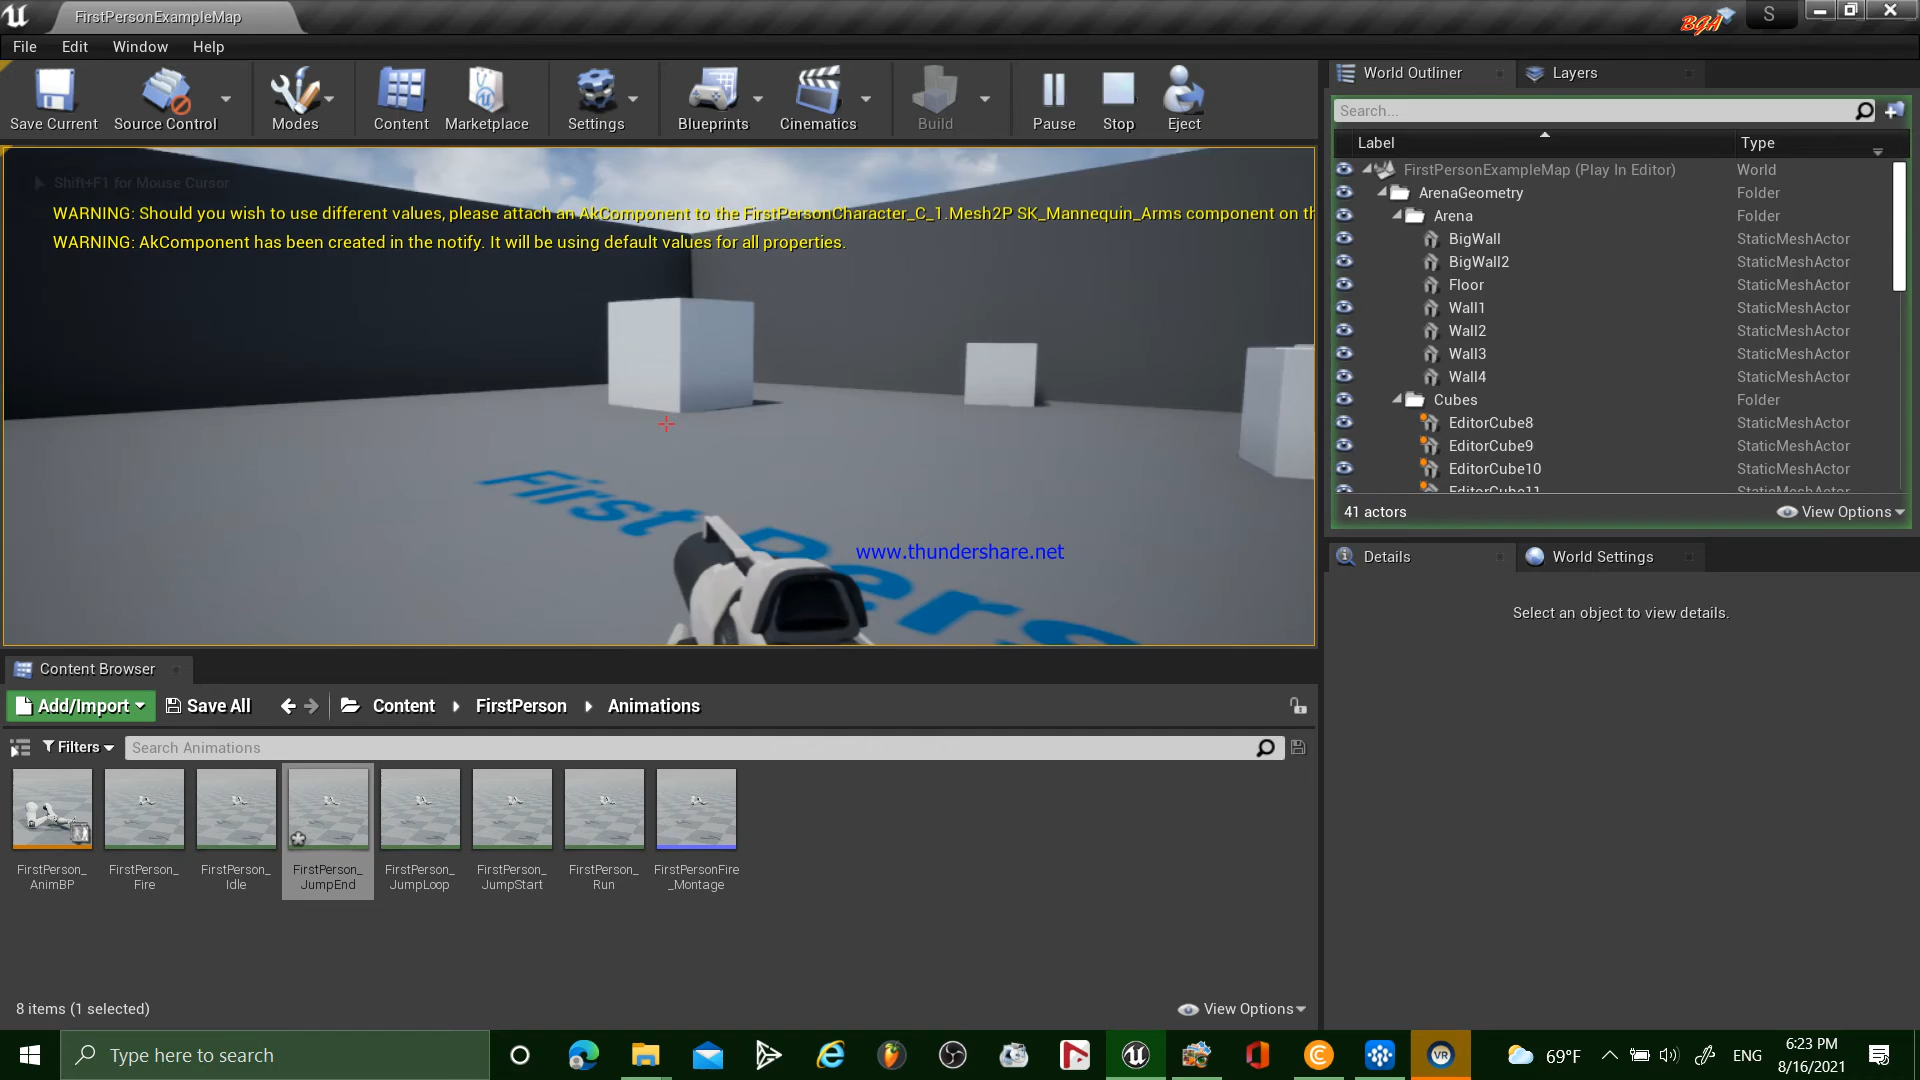 FirstPersonExampleMap
BGA
S
File Edit Window Help
Save Current Source Control Modes Content Marketplace Settings Blueprints Cinematics Build Pause Stop Eject
World Outliner Layers
Search...
Label Type
FirstPersonExampleMap (Play In Editor) World
ArenaGeometry Folder
Arena Folder
BigWall StaticMeshActor
BigWall2 StaticMeshActor
Floor StaticMeshActor
Wall1 StaticMeshActor
Wall2 StaticMeshActor
Wall3 StaticMeshActor
Wall4 StaticMeshActor
Cubes Folder
EditorCube8 StaticMeshActor
EditorCube9 StaticMeshActor
EditorCube10 StaticMeshActor
EditorCube11 StaticMeshActor
41 actors View Options
Details World Settings
Select an object to view details.
Shift+F1 for Mouse Cursor
WARNING: Should you wish to use different values, please attach an AkComponent to the FirstPersonCharacter_C_1.Mesh2P SK_Mannequin_Arms component on th
WARNING: AkComponent has been created in the notify. It will be using default values for all properties.
First Pers
www.thundershare.net
Content Browser
Add/Import Save All Content FirstPerson Animations
Filters Search Animations
FirstPerson_ FirstPerson_ FirstPerson_ FirstPerson_ FirstPerson_ FirstPerson_ FirstPerson_ FirstPersonFire
AnimBP Fire Idle JumpEnd JumpLoop JumpStart Run _Montage
8 items (1 selected) View Options
Type here to search
VR
69°F
ENG
6:23 PM
8/16/2021